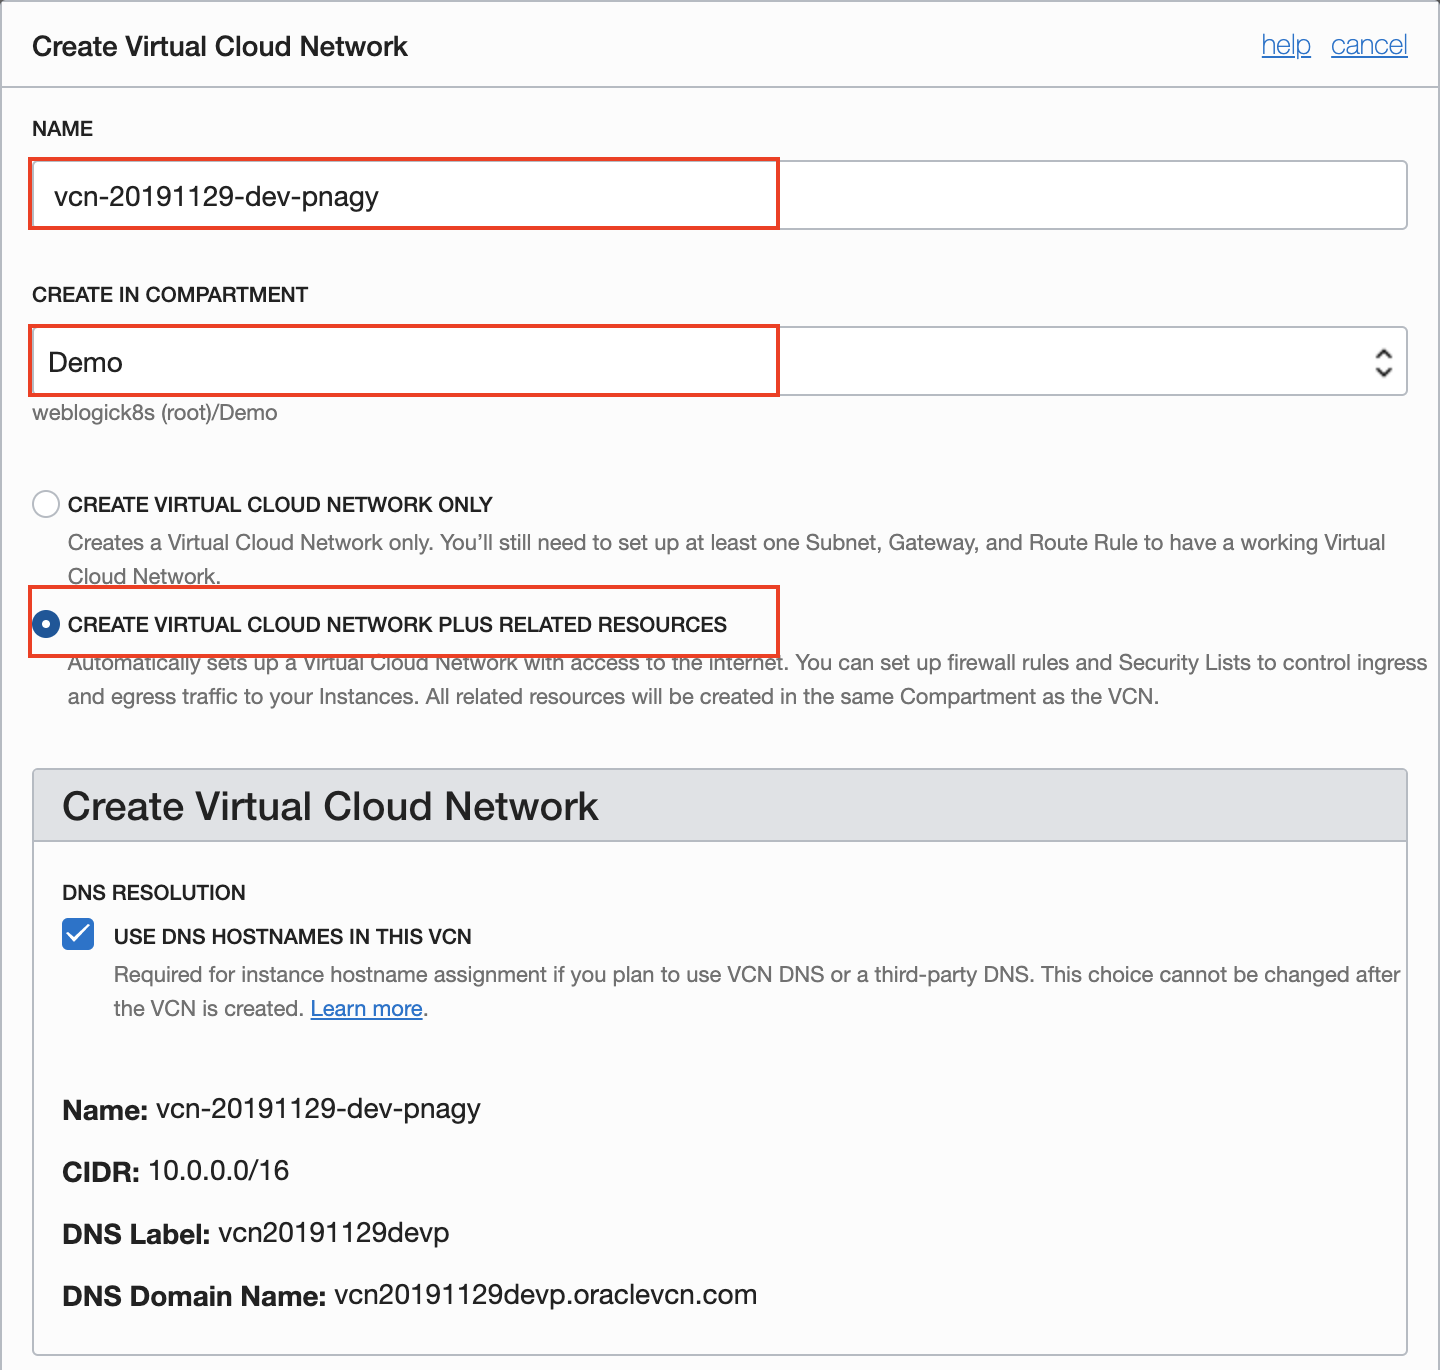 Create Virtual Cloud Network help cancel
NAME
vcn-20191129-dev-pnagy
CREATE IN COMPARTMENT
Demo
weblogick8s (root)/Demo
CREATE VIRTUAL CLOUD NETWORK ONLY
Creates a Virtual Cloud Network only. You’ll still need to set up at least one Subnet, Gateway, and Route Rule to have a working Virtual
Cloud Network.
CREATE VIRTUAL CLOUD NETWORK PLUS RELATED RESOURCES
Automatically sets up a Virtual Cloud Network with access to the internet. You can set up firewall rules and Security Lists to control ingress
and egress traffic to your Instances. All related resources will be created in the same Compartment as the VCN.
Create Virtual Cloud Network
DNS RESOLUTION
USE DNS HOSTNAMES IN THIS VCN
Required for instance hostname assignment if you plan to use VCN DNS or a third-party DNS. This choice cannot be changed after
the VCN is created. Learn more.
Name: vcn-20191129-dev-pnagy
CIDR: 10.0.0.0/16
DNS Label: vcn20191129devp
DNS Domain Name: vcn20191129devp.oraclevcn.com